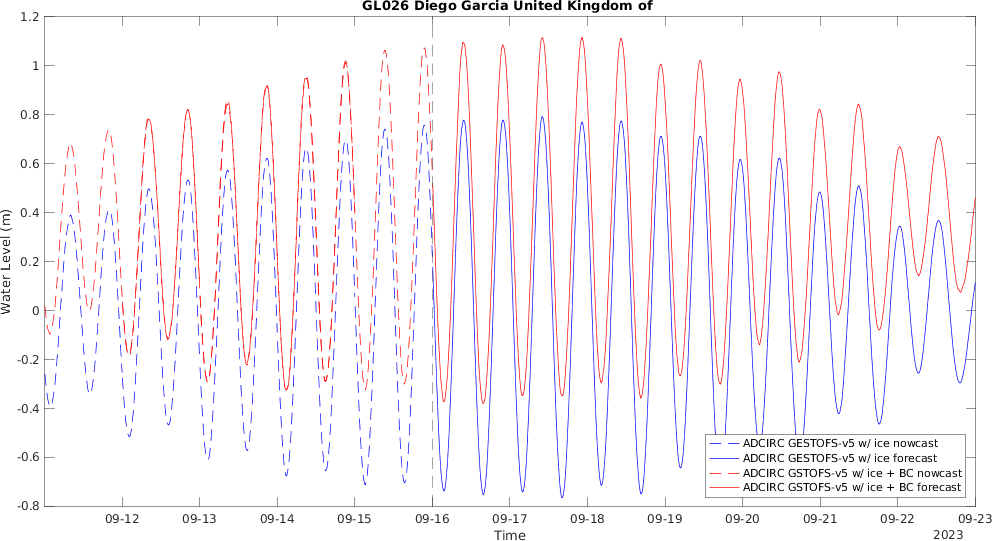 GL026 Diego Garcia United Kingdom of
1.2
1
0.8
0.6
0.4
0.2
0
-0.2
-0.4
-0.6
-0.8
Water Level (m)
ADCIRC GESTOFS-v5 w/ ice nowcast
ADCIRC GESTOFS-v5 w/ ice forecast
ADCIRC GSTOFS-v5 w/ ice + BC nowcast
ADCIRC GSTOFS-v5 w/ ice + BC forecast
09-12 09-13 09-14 09-15 09-16 09-17 09-18 09-19 09-20 09-21 09-22 09-23
Time
2023